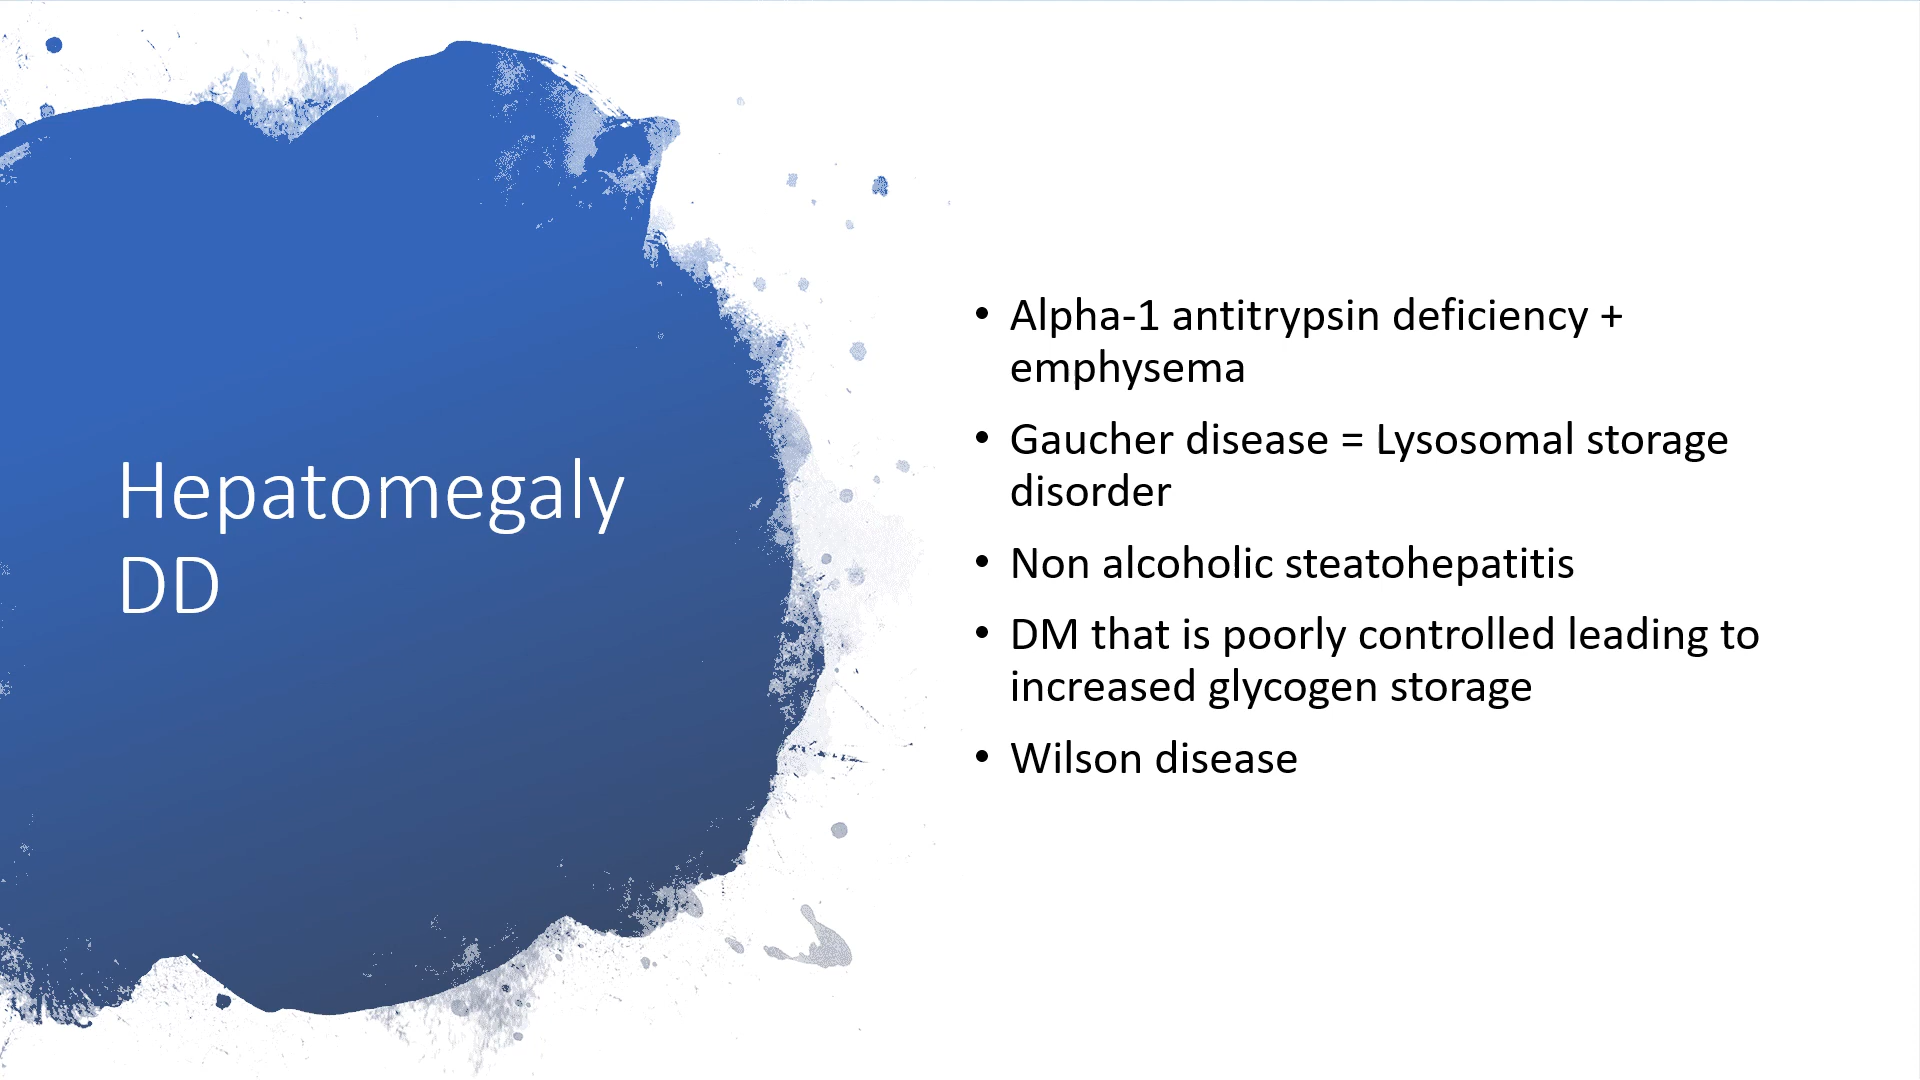 Hepatomegaly
DD
• Alpha-1 antitrypsin deficiency +
emphysema
• Gaucher disease = Lysosomal storage
disorder
• Non alcoholic steatohepatitis
• DM that is poorly controlled leading to
increased glycogen storage
• Wilson disease